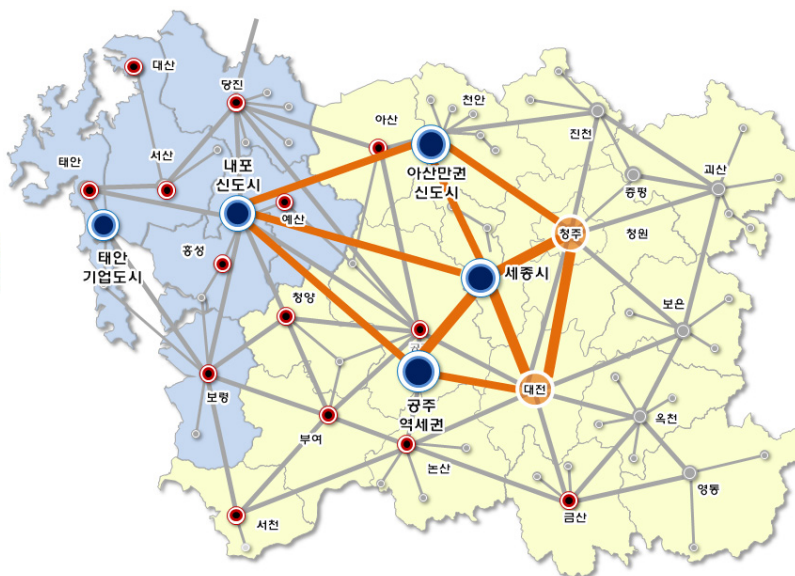 대산
당진
천안
아산
진천
서산
내포
신도시
태안
아산만권
신도시
괴산
증평
예산
청주
청원
홍성
태안
기업도시
세종시
청양
보은
보령
공주
역세권
대전
옥천
부여
논산
영동
서천
금산